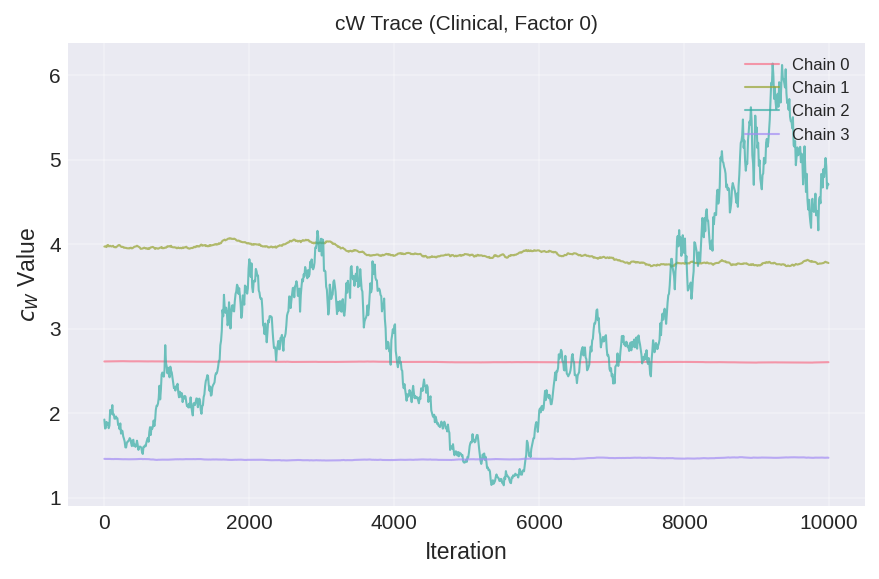 cW Trace (Clinical, Factor 0)
Chain 0
Chain 1
Chain 2
Chain 3
6
5
4
3
2
1
c_W Value
0 2000 4000 6000 8000 10000
Iteration